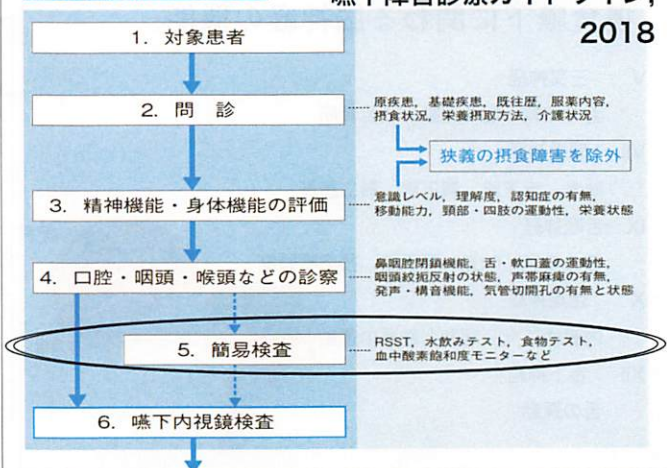 嚥下障害診療ガイドライン,
2018
1. 対象患者
2. 問 診
原疾患, 基礎疾患, 既往歴, 服薬内容,
摂食状況, 栄養摂取方法, 介護状況
狭義の摂食障害を除外
3. 精神機能・身体機能の評価
意識レベル, 理解度, 認知症の有無,
移動能力, 頸部・四肢の運動性, 栄養状態
4. 口腔・咽頭・喉頭などの診察
鼻咽腔閉鎖機能, 舌・軟口蓋の運動性,
咽頭絞扼反射の状態, 声帯麻痺の有無,
発声・構音機能, 気管切開孔の有無と状態
5. 簡易検査
RSST, 水飲みテスト, 食物テスト,
血中酸素飽和度モニターなど
6. 嚥下内視鏡検査